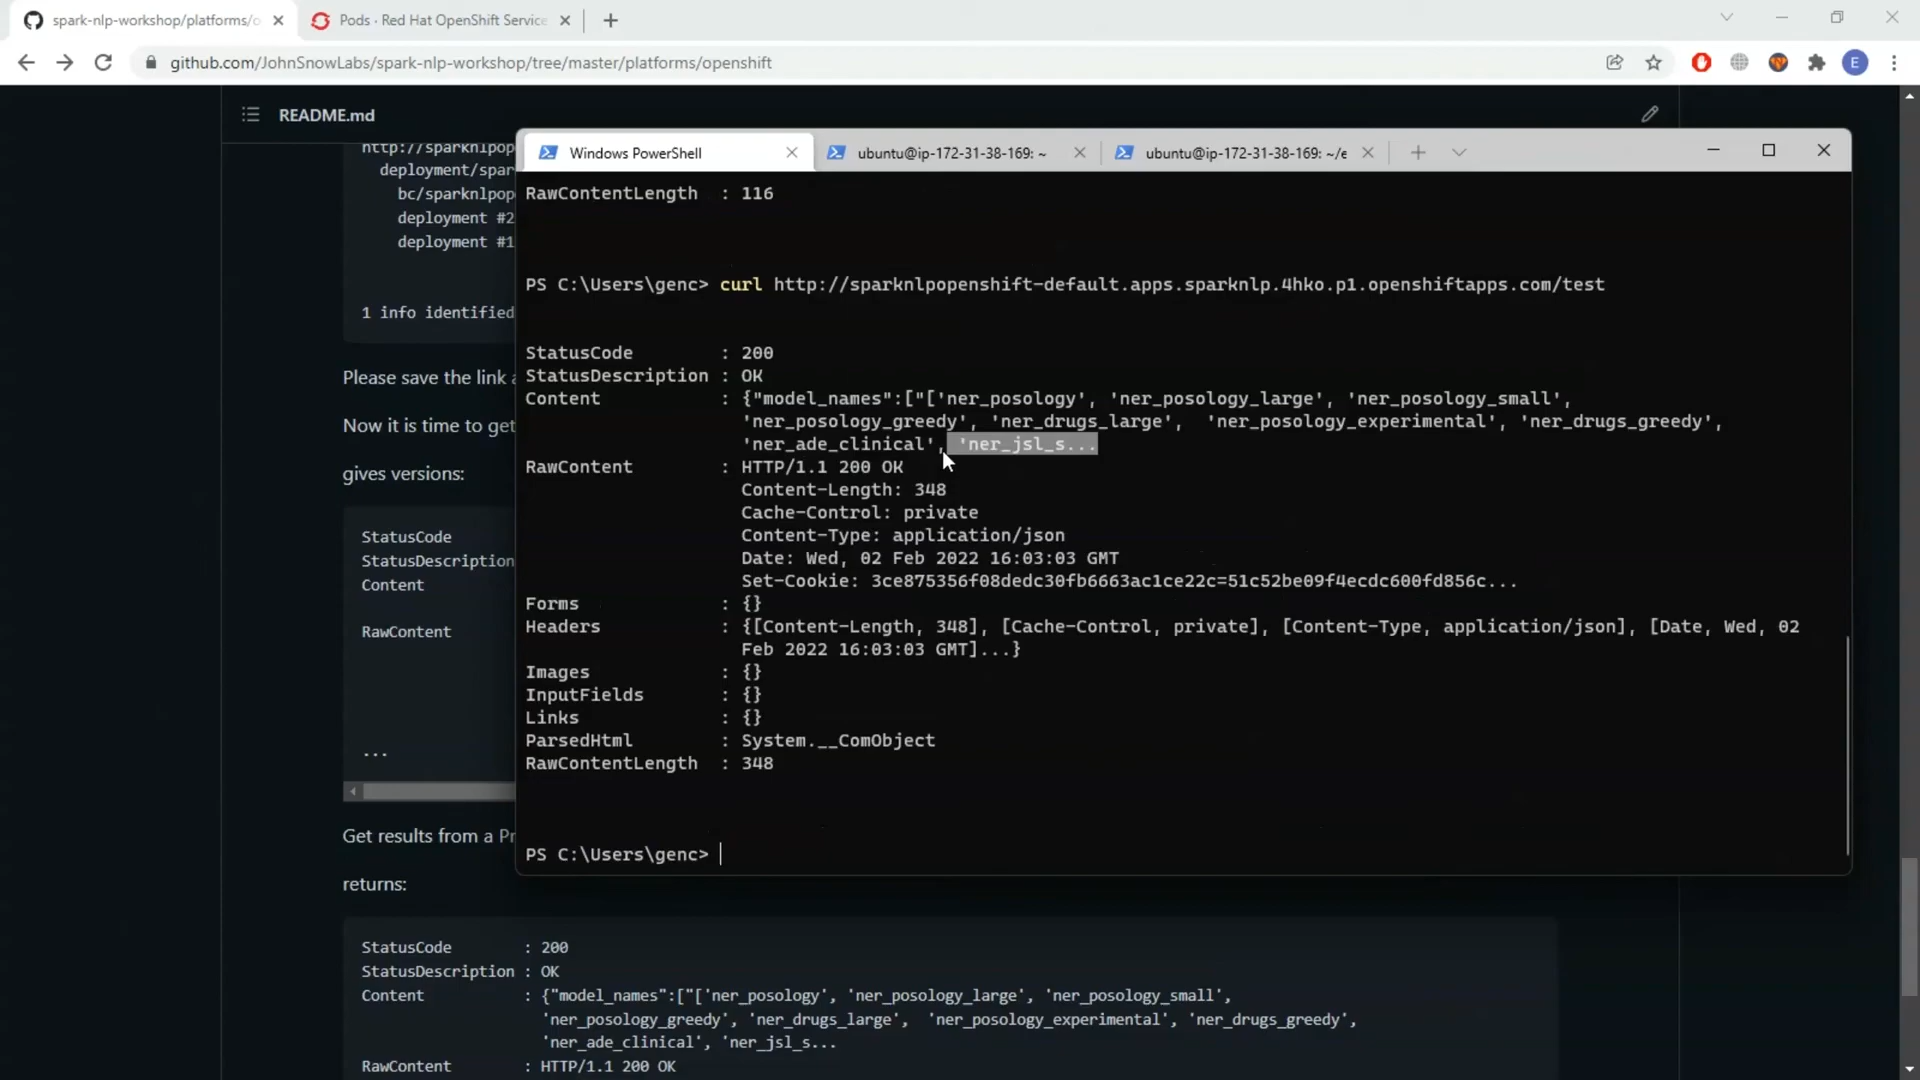 spark-nlp-workshop/platforms/o
Pods · Red Hat OpenShift Service
github.com/JohnSnowLabs/spark-nlp-workshop/tree/master/platforms/openshift
E
README.md
http://sparknlpop
deployment/spar
bc/sparknlpop
deployment #2
deployment #1
1 info identified
Please save the link a
Now it is time to get
gives versions:
StatusCode
StatusDescription
Content
RawContent
...
Get results from a Pr
returns:
StatusCode : 200
StatusDescription : OK
Content : {"model_names":["['ner_posology', 'ner_posology_large', 'ner_posology_small',
'ner_posology_greedy', 'ner_drugs_large',  'ner_posology_experimental', 'ner_drugs_greedy',
'ner_ade_clinical', 'ner_jsl_s...
RawContent : HTTP/1.1 200 OK
Windows PowerShell
ubuntu@ip-172-31-38-169: ~
ubuntu@ip-172-31-38-169: ~/e
RawContentLength : 116
PS C:\Users\genc> curl http://sparknlpopenshift-default.apps.sparknlp.4hko.p1.openshiftapps.com/test
StatusCode : 200
StatusDescription : OK
Content : {"model_names":["['ner_posology', 'ner_posology_large', 'ner_posology_small',
'ner_posology_greedy', 'ner_drugs_large',  'ner_posology_experimental', 'ner_drugs_greedy',
'ner_ade_clinical', 'ner_jsl_s...
RawContent : HTTP/1.1 200 OK
Content-Length: 348
Cache-Control: private
Content-Type: application/json
Date: Wed, 02 Feb 2022 16:03:03 GMT
Set-Cookie: 3ce875356f08dedc30fb6663ac1ce22c=51c52be09f4ecdc600fd856c...
Forms : {}
Headers : {[Content-Length, 348], [Cache-Control, private], [Content-Type, application/json], [Date, Wed, 02
Feb 2022 16:03:03 GMT]...}
Images : {}
InputFields : {}
Links : {}
ParsedHtml : System.__ComObject
RawContentLength : 348
PS C:\Users\genc>